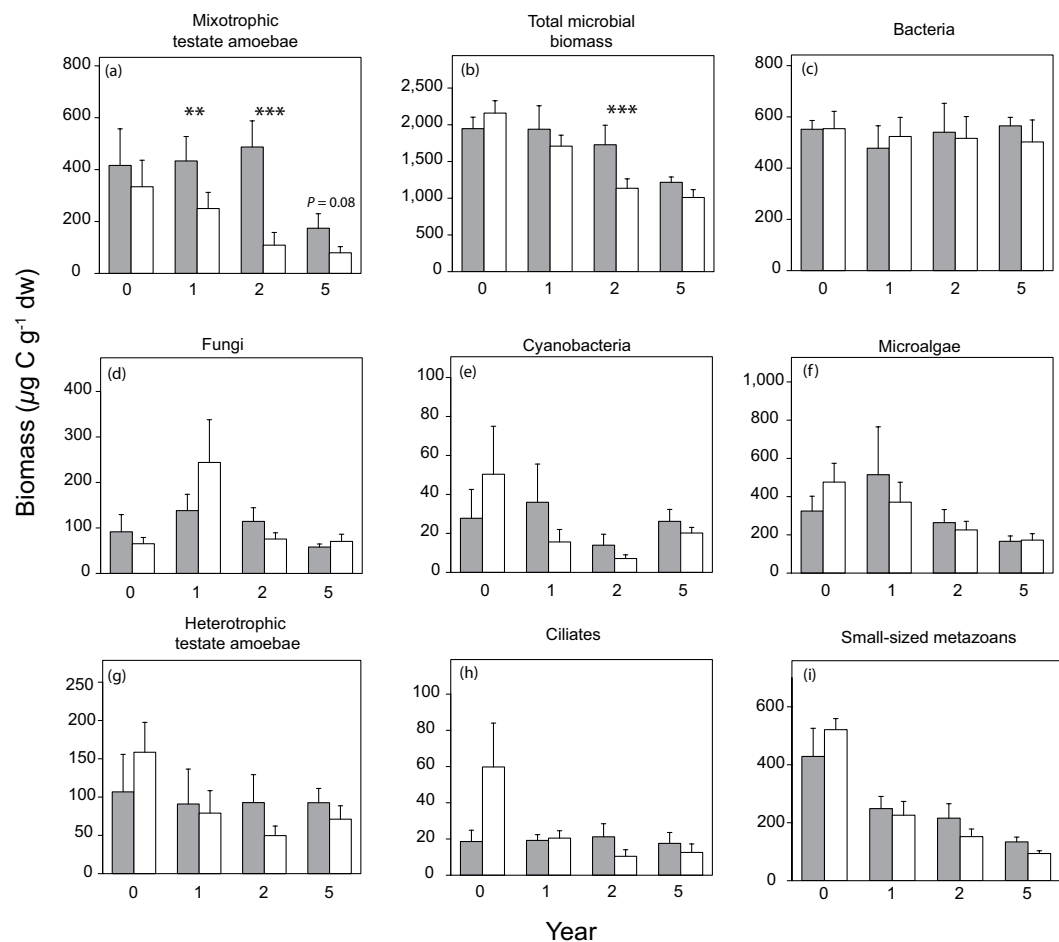 Mixotrophic
testate amoebae
Total microbial
biomass
Bacteria
(a)
800
600
400
200
0
**
***
P = 0.08
0 1 2 5
(b)
2,500
2,000
1,500
1,000
500
0
***
0 1 2 5
(c)
800
600
400
200
0
0 1 2 5
Fungi
Cyanobacteria
Microalgae
(d)
400
300
200
100
0
0 1 2 5
(e)
100
80
60
40
20
0
0 1 2 5
(f)
1,000
800
600
400
200
0
0 1 2 5
Heterotrophic
testate amoebae
Ciliates
Small-sized metazoans
(g)
250
200
150
100
50
0
0 1 2 5
(h)
100
80
60
40
20
0
0 1 2 5
(i)
600
400
200
0
0 1 2 5
Biomass (µg C g⁻¹ dw)
Year